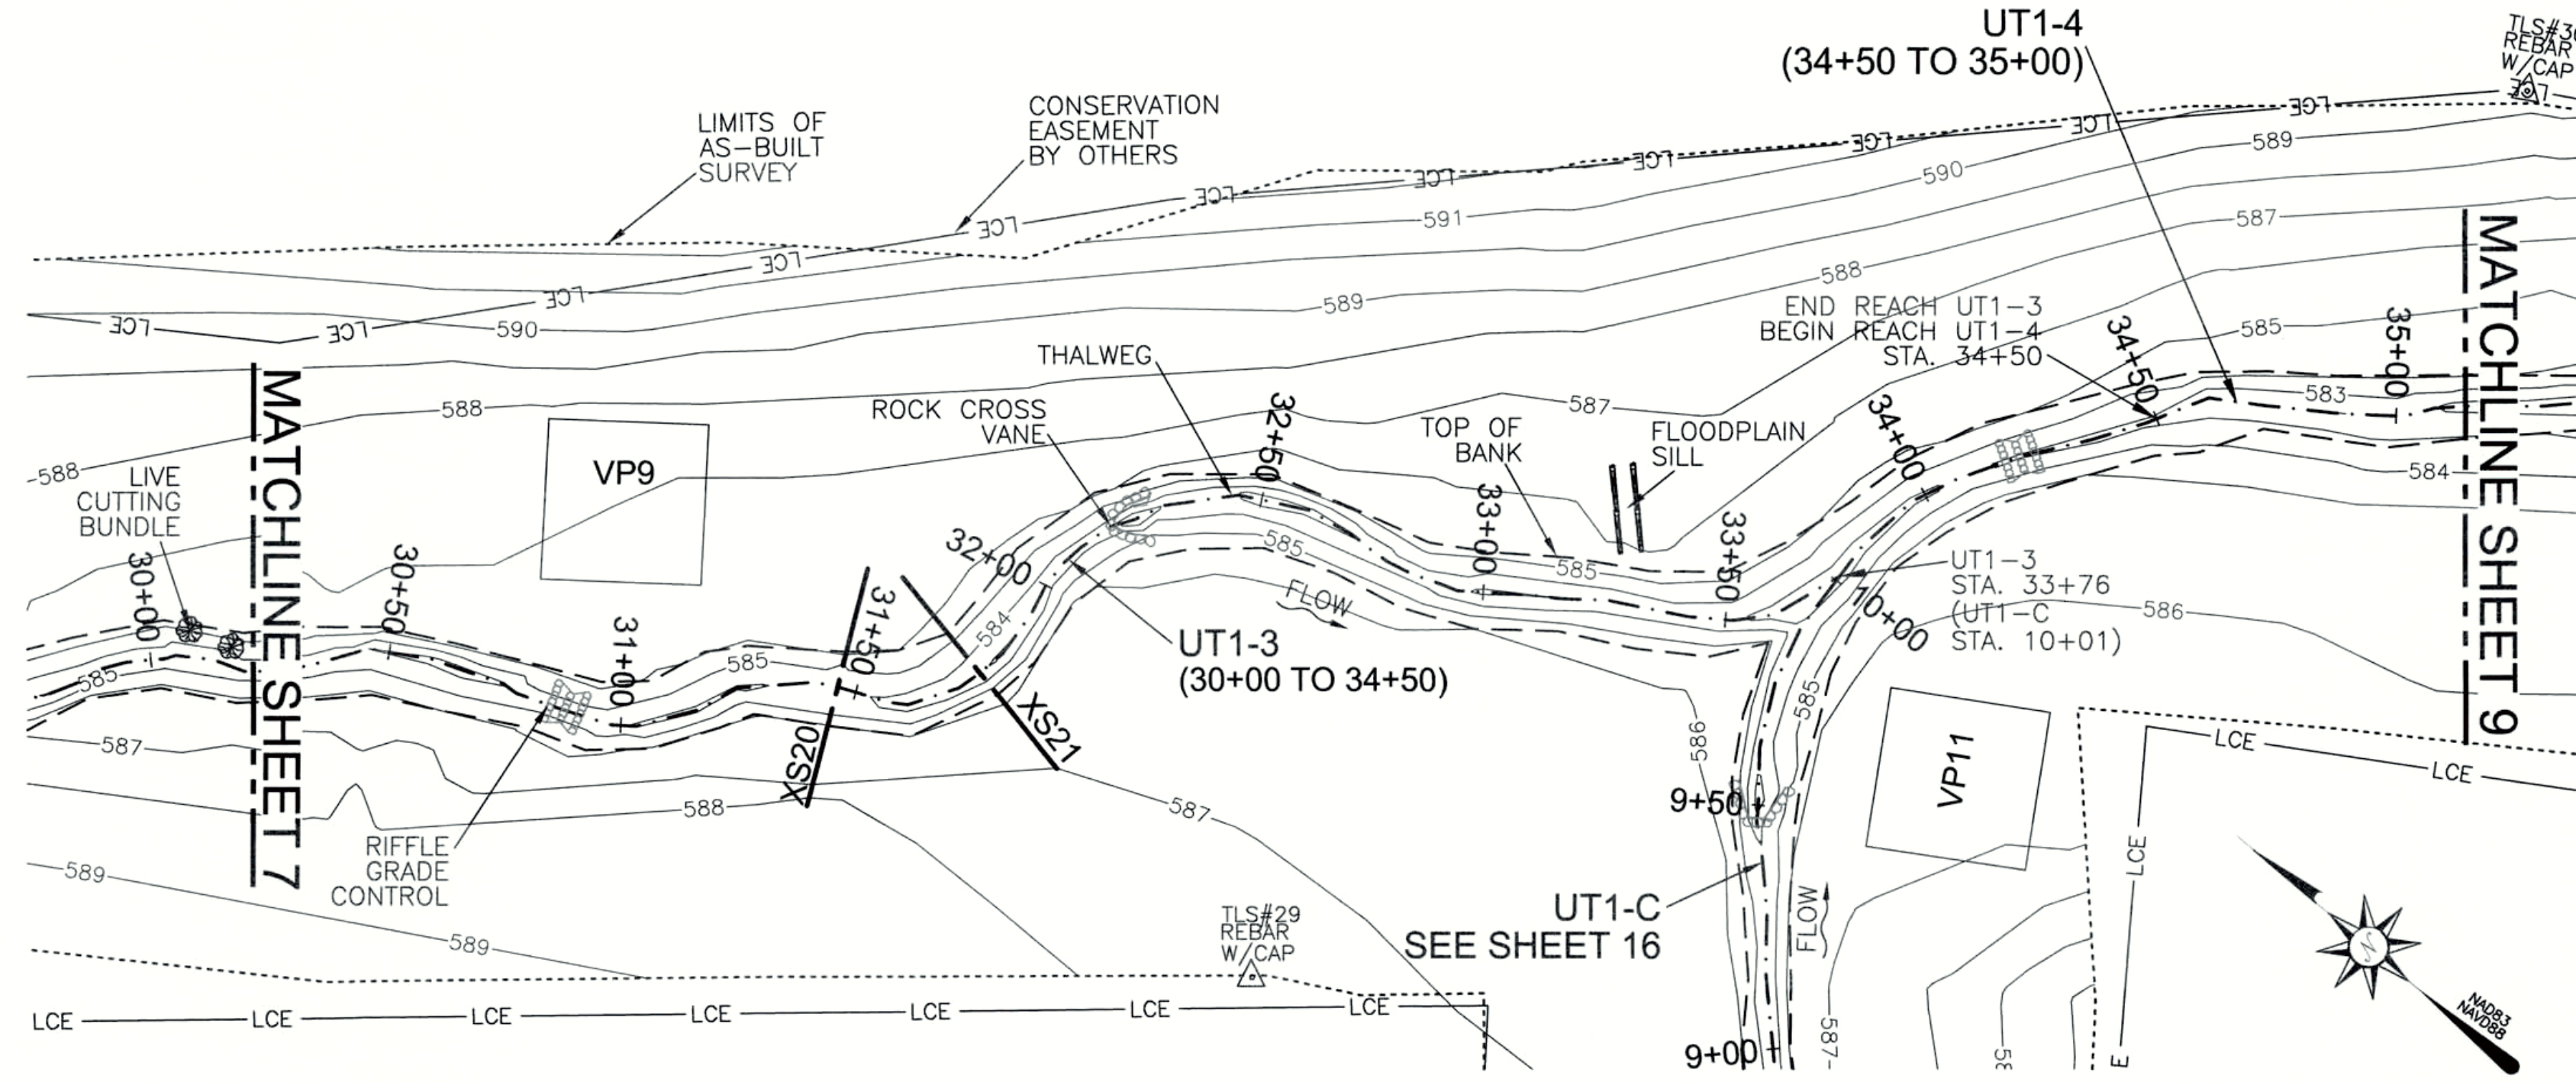 UT1-4
(34+50 TO 35+00)
REBAR
W/CAP
LCE
LIMITS OF
AS-BUILT
SURVEY
CONSERVATION
EASEMENT
BY OTHERS
LCE
LCE
LCE
LCE
LCE
LCE
LCE
LCE
LCE
LCE
LCE
LCE
589
590
591
587
588
589
590
585
588
587
588
583
584
END REACH UT1-3
BEGIN REACH UT1-4
STA. 34+50
34+50
35+00
34+00
MATCHLINE SHEET 9
MATCHLINE SHEET 7
THALWEG
ROCK CROSS
VANE
32+50
TOP OF
BANK
FLOODPLAIN
SILL
VP9
LIVE
CUTTING
BUNDLE
30+00
30+50
31+00
31+50
32+00
33+00
33+50
585
585
FLOW
584
585
585
UT1-3
(30+00 TO 34+50)
UT1-3
STA. 33+76
(UT1-C
STA. 10+01)
10+00
586
587
XS20
XS21
588
587
586
585
VP11
LCE
LCE
LCE
9+50
RIFFLE
GRADE
CONTROL
589
589
TLS#29
REBAR
W/CAP
UT1-C
SEE SHEET 16
FLOW
587
9+00
LCE
LCE
LCE
LCE
LCE
LCE
LCE
NAD83
NAVD88